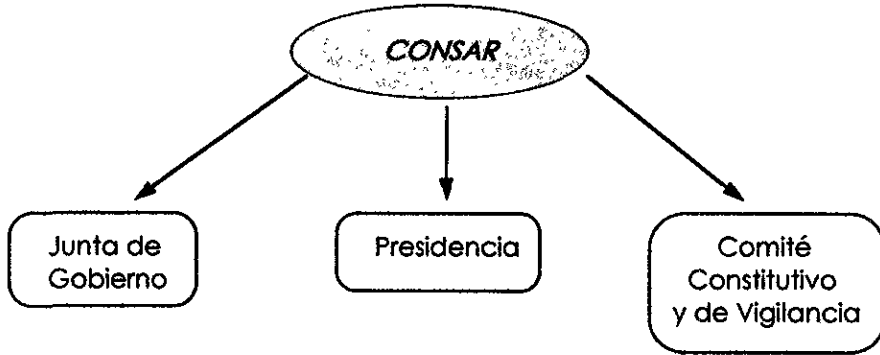 CONSAR
Junta de
Gobierno
Presidencia
Comité
Constitutivo
y de Vigilancia